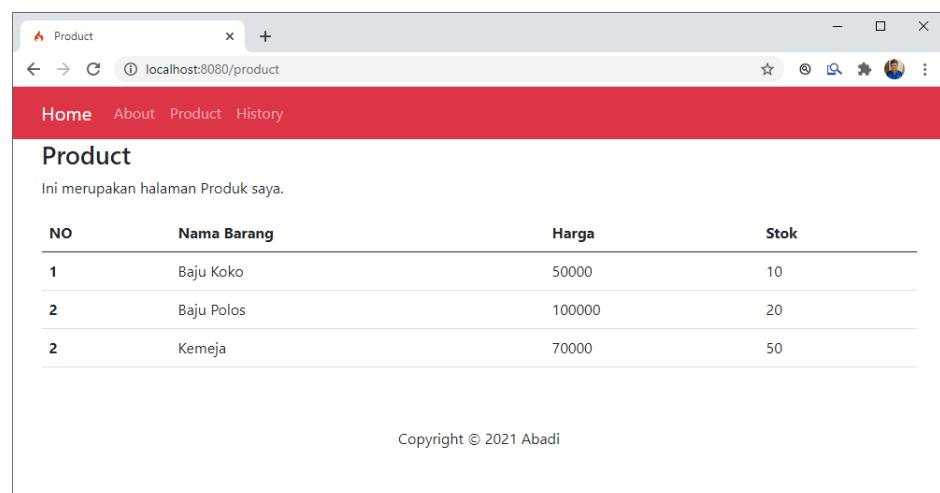 Product
localhost:8080/product
Home About Product History
Product
Ini merupakan halaman Produk saya.
NO Nama Barang Harga Stok
1 Baju Koko 50000 10
2 Baju Polos 100000 20
2 Kemeja 70000 50
Copyright © 2021 Abadi